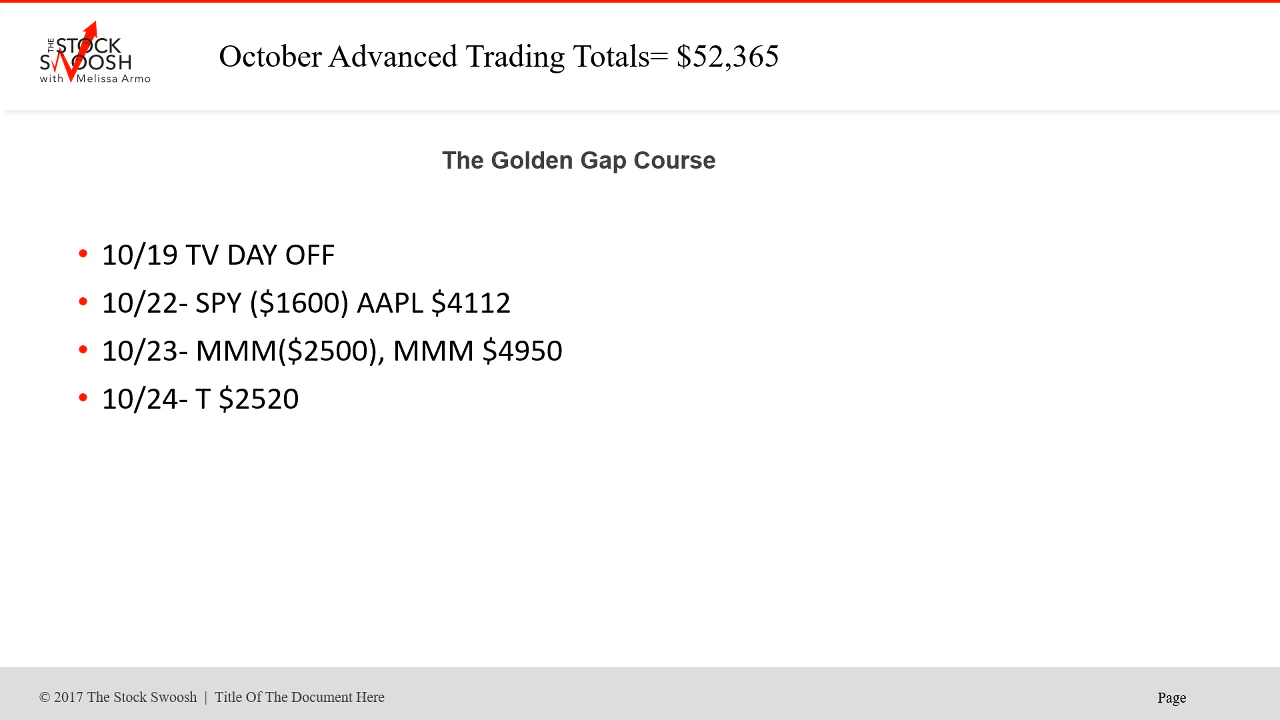 THE STOCK
SWOOSH
with Melissa Armo
October Advanced Trading Totals= $52,365
The Golden Gap Course
• 10/19 TV DAY OFF
• 10/22- SPY ($1600) AAPL $4112
• 10/23- MMM($2500), MMM $4950
• 10/24- T $2520
© 2017 The Stock Swoosh | Title Of The Document Here
Page